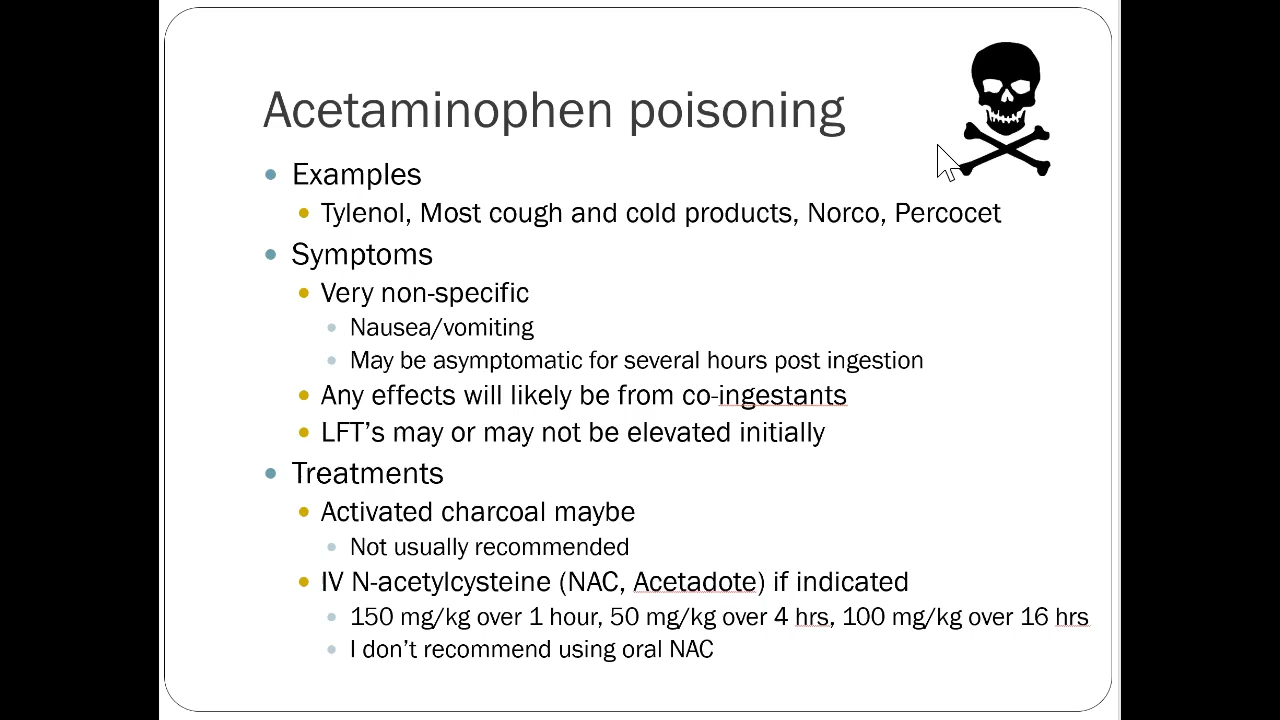 Acetaminophen poisoning
Examples
Tylenol, Most cough and cold products, Norco, Percocet
Symptoms
Very non-specific
Nausea/vomiting
May be asymptomatic for several hours post ingestion
Any effects will likely be from co-ingestants
LFT’s may or may not be elevated initially
Treatments
Activated charcoal maybe
Not usually recommended
IV N-acetylcysteine (NAC, Acetadote) if indicated
150 mg/kg over 1 hour, 50 mg/kg over 4 hrs, 100 mg/kg over 16 hrs
I don’t recommend using oral NAC